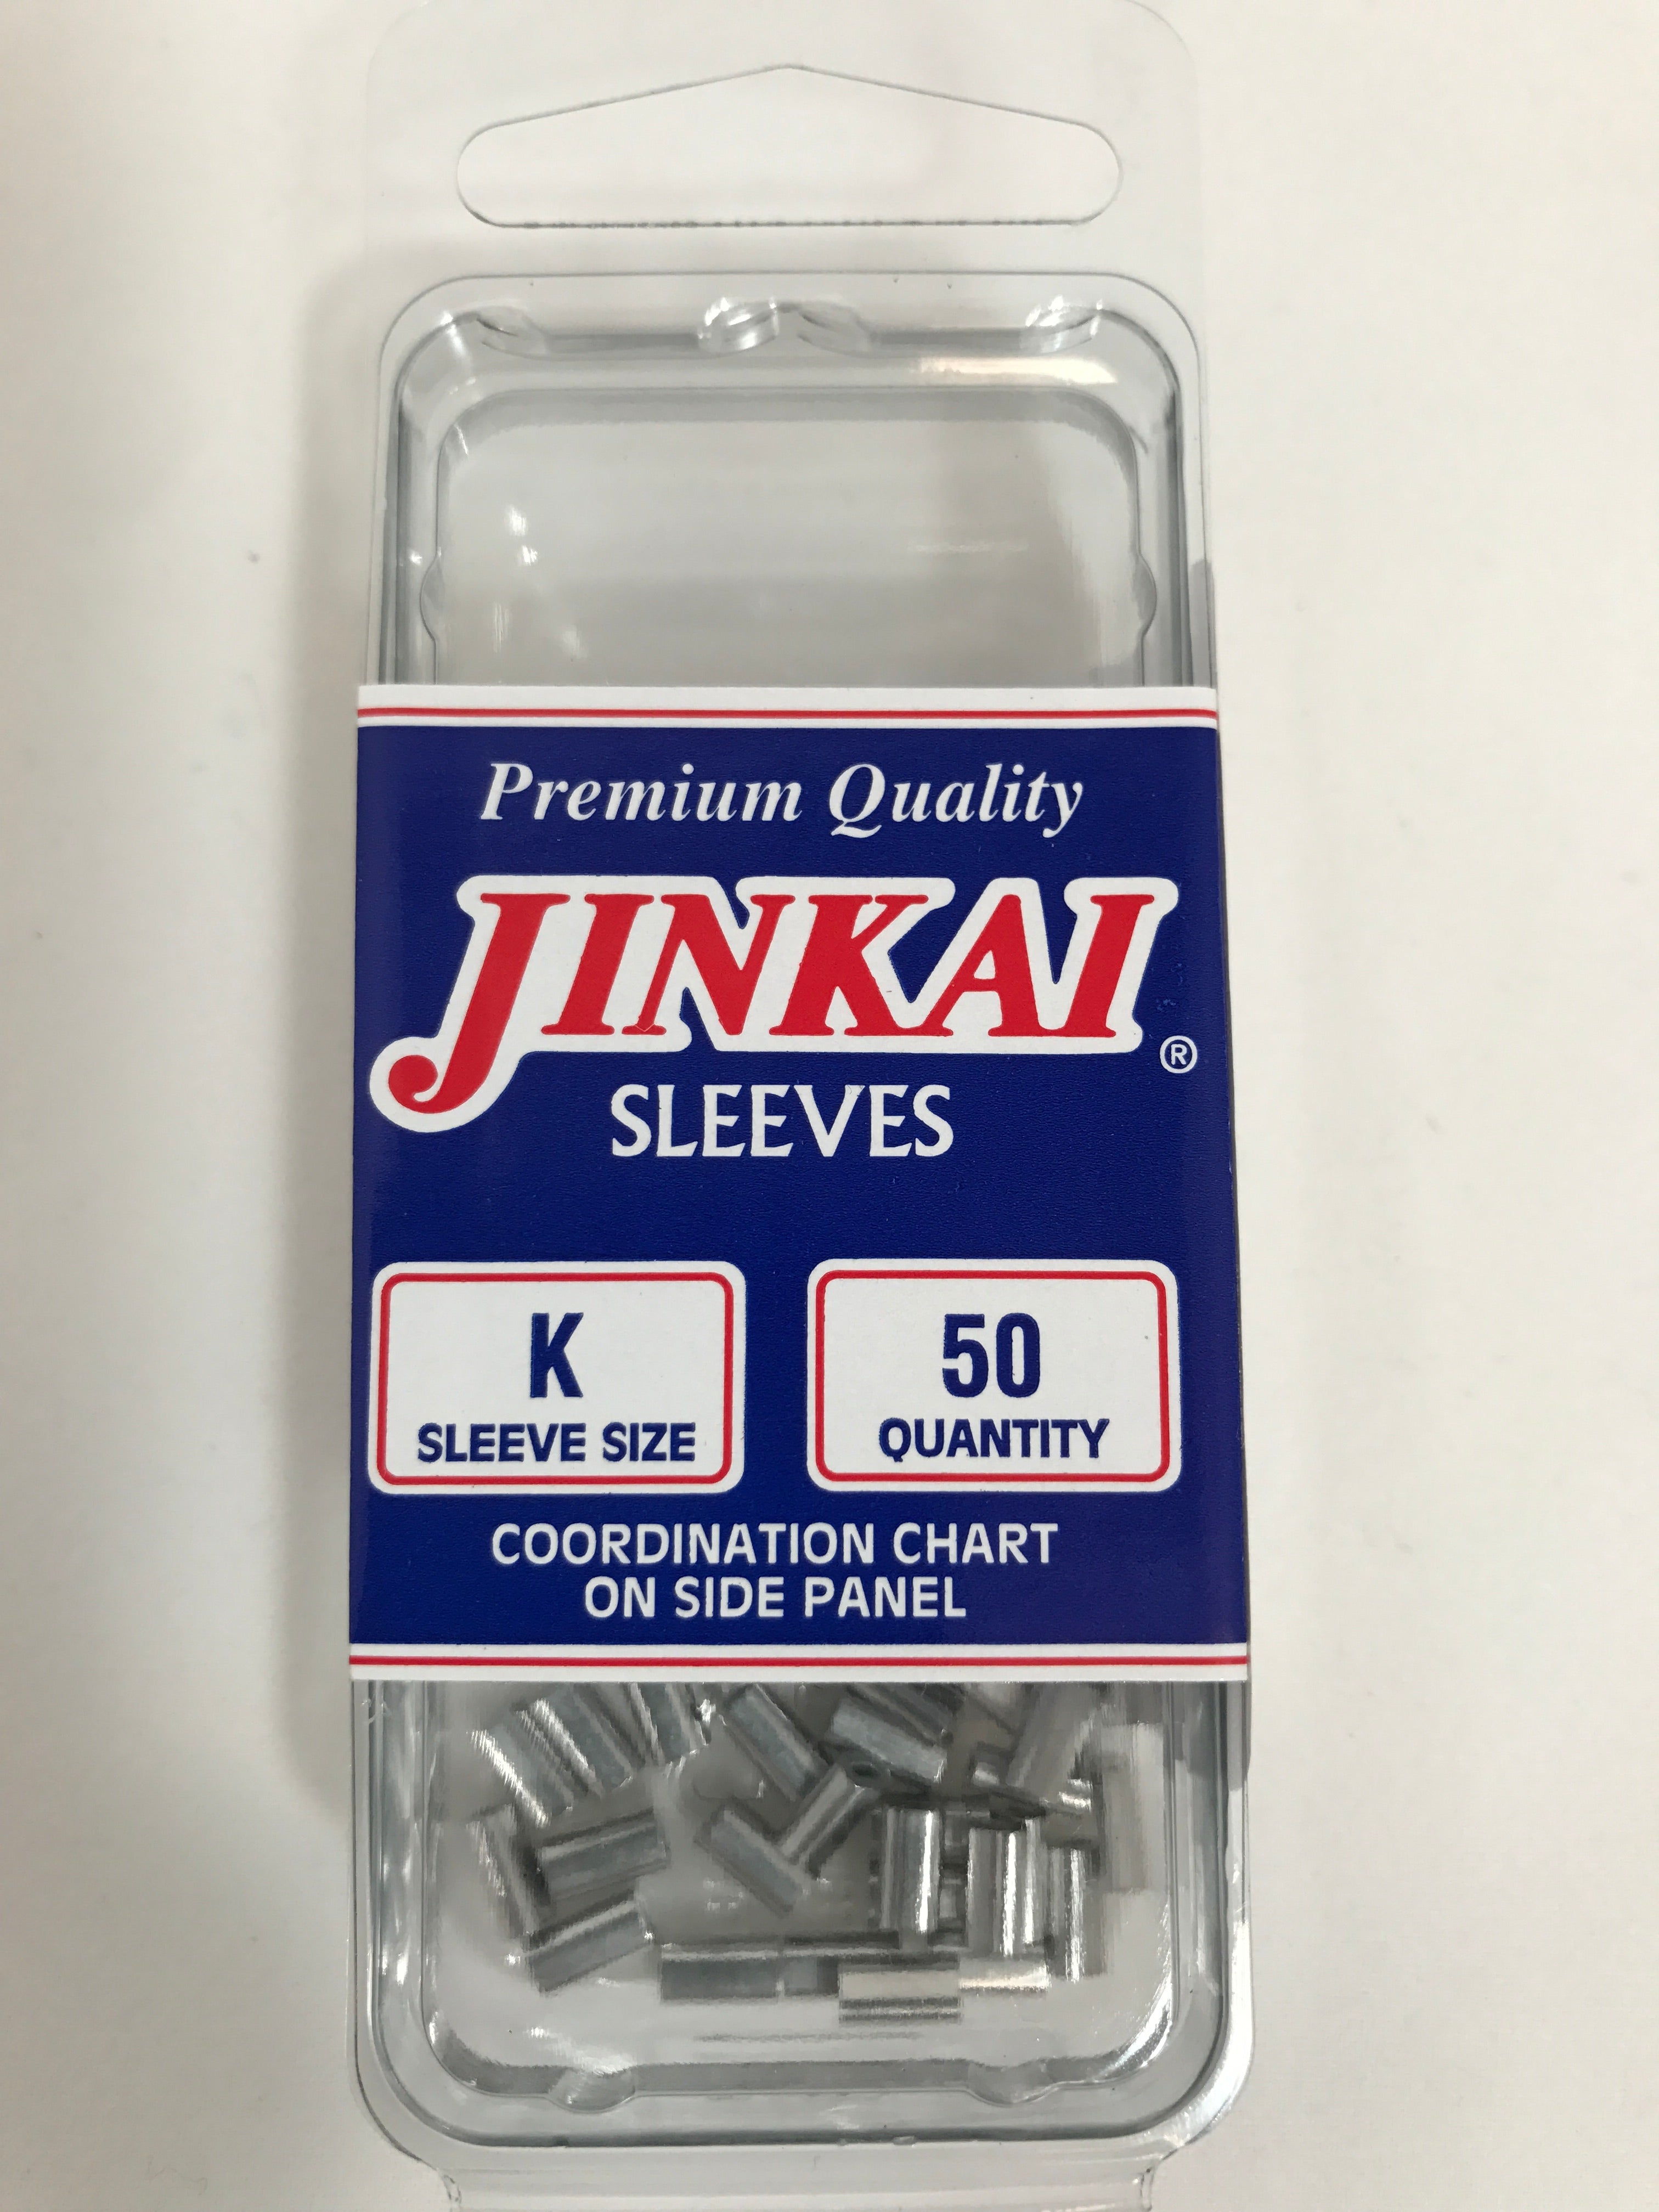 Premium Quality
JINKAI ®
SLEEVES
K
SLEEVE SIZE
50
QUANTITY
COORDINATION CHART
ON SIDE PANEL